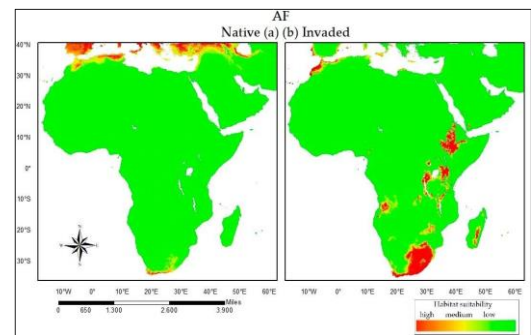 AF
Native (a) (b) Invaded
40°N
30°N
20°N
10°N
0°
10°S
20°S
30°S
10°W 0° 10°E 20°E 30°E 40°E 50°E 60°E 10°W 0° 10°E 20°E 30°E 40°E 50°E 60°E
Miles
0 650 1.300 2.600 3.900
Habitat suitability
high medium low